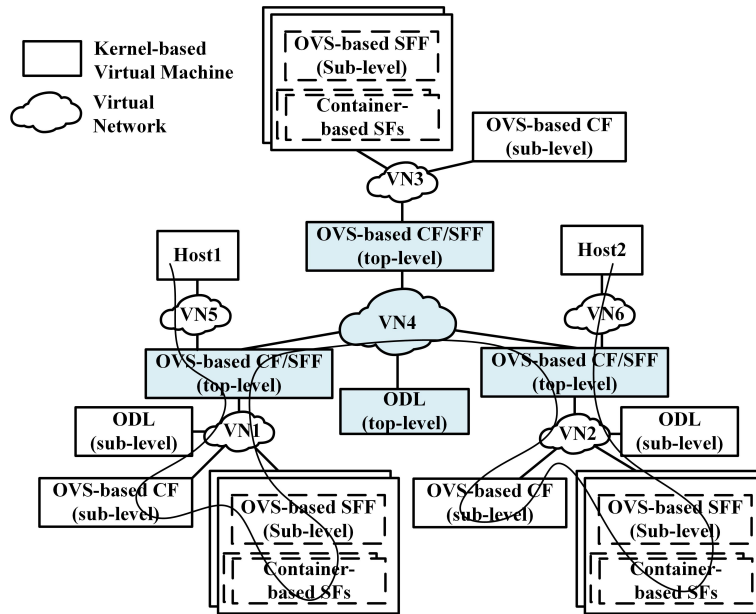 Kernel-based
Virtual Machine
Virtual
Network
OVS-based SFF
(Sub-level)
Container-
based SFs
OVS-based CF
(sub-level)
VN3
OVS-based CF/SFF
(top-level)
Host1
Host2
VN5
VN4
VN6
OVS-based CF/SFF
(top-level)
OVS-based CF/SFF
(top-level)
ODL
(top-level)
ODL
(sub-level)
VN1
VN2
ODL
(sub-level)
OVS-based CF
(sub-level)
OVS-based SFF
(Sub-level)
Container-
based SFs
OVS-based CF
(sub-level)
OVS-based SFF
(Sub-level)
Container-
based SFs